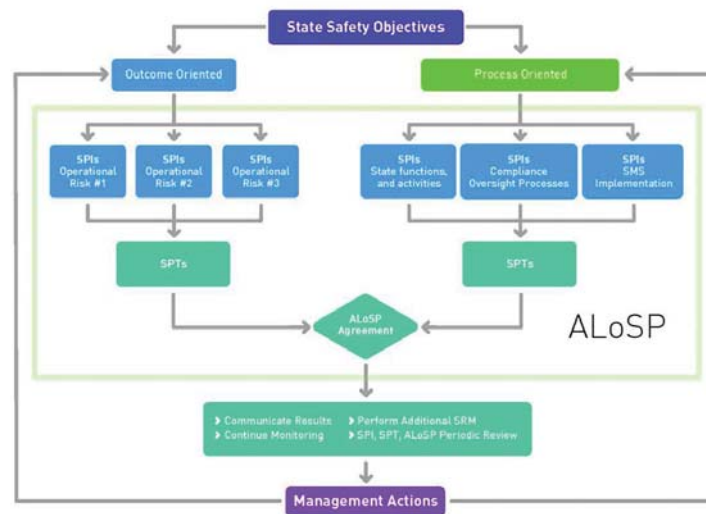 State Safety Objectives
Outcome Oriented
Process Oriented
SPIs
Operational
Risk #1
SPIs
Operational
Risk #2
SPIs
Operational
Risk #3
SPIs
State functions,
and activities
SPIs
Compliance
Oversight Processes
SPIs
SMS
Implementation
SPTs
SPTs
ALoSP
Agreement
ALoSP
> Communicate Results
> Continue Monitoring
> Perform Additional SRM
> SPI, SPT, ALoSP Periodic Review
Management Actions